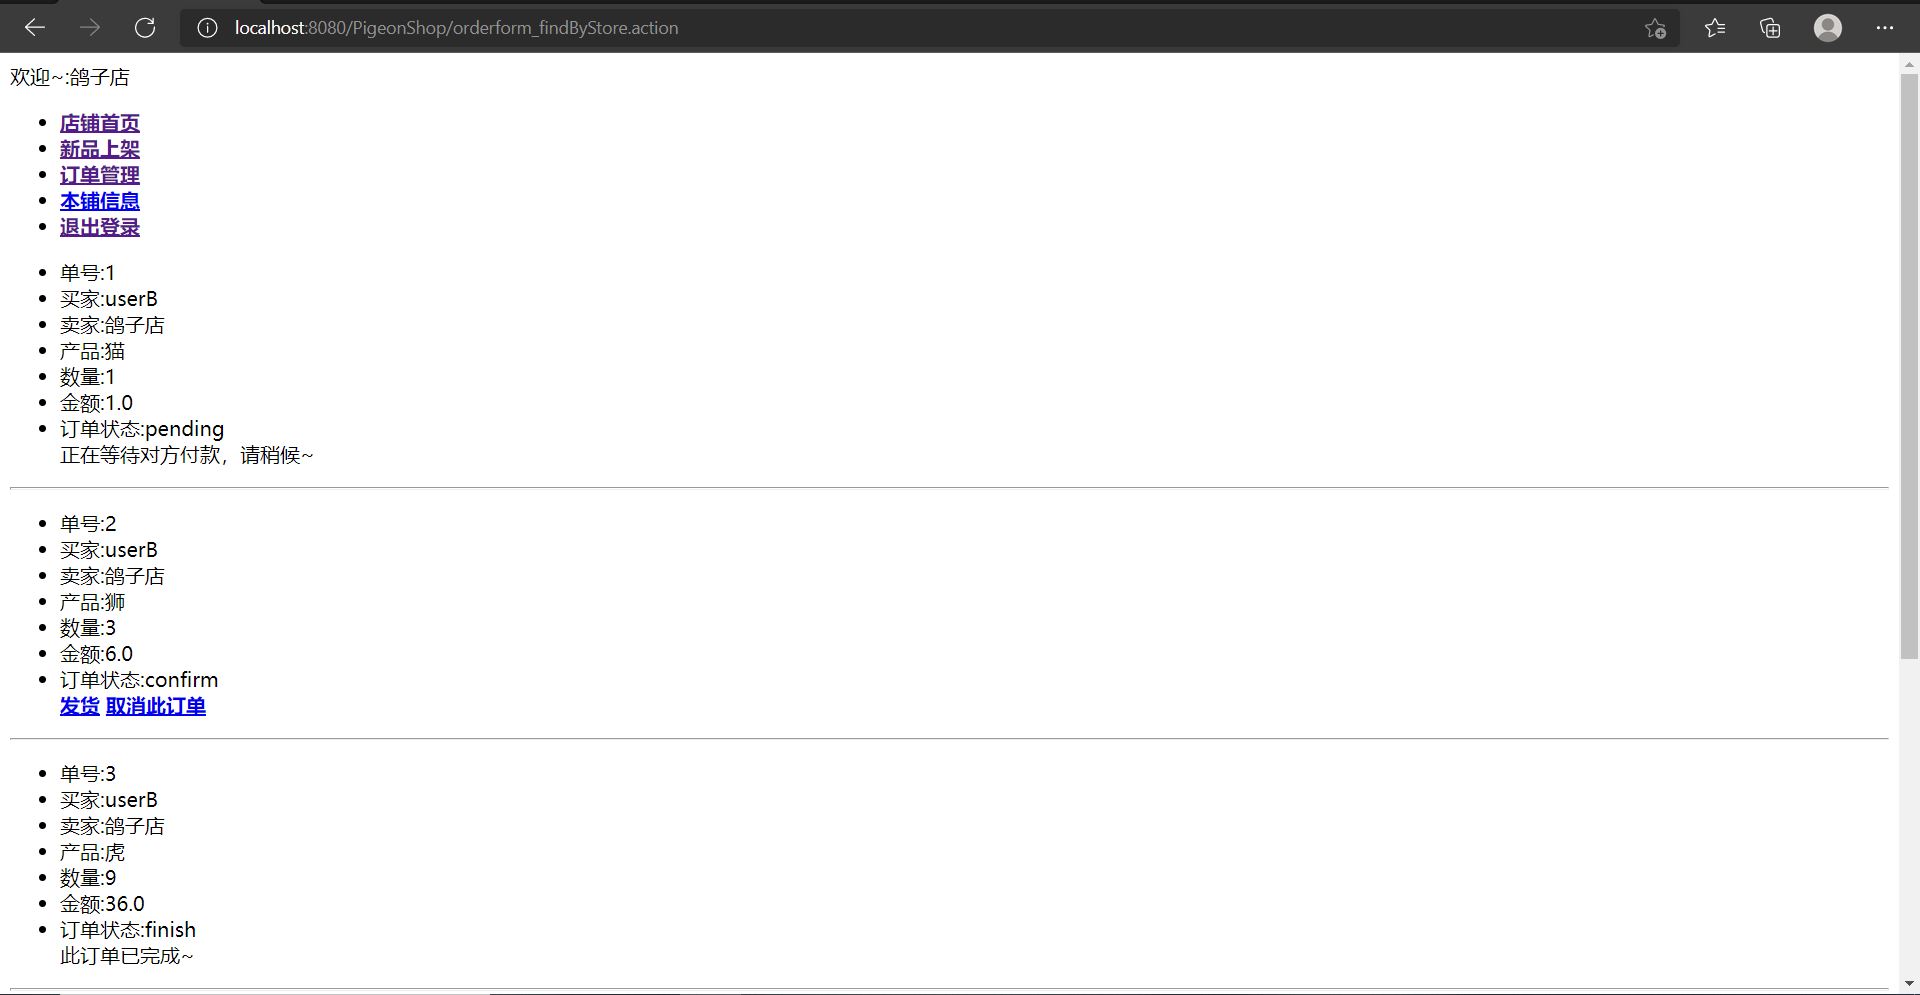 localhost:8080/PigeonShop/orderform_findByStore.action
欢迎~:鸽子店
店铺首页
新品上架
订单管理
本铺信息
退出登录
单号:1
买家:userB
卖家:鸽子店
产品:猫
数量:1
金额:1.0
订单状态:pending
正在等待对方付款，请稍候~
单号:2
买家:userB
卖家:鸽子店
产品:狮
数量:3
金额:6.0
订单状态:confirm
发货 取消此订单
单号:3
买家:userB
卖家:鸽子店
产品:虎
数量:9
金额:36.0
订单状态:finish
此订单已完成~